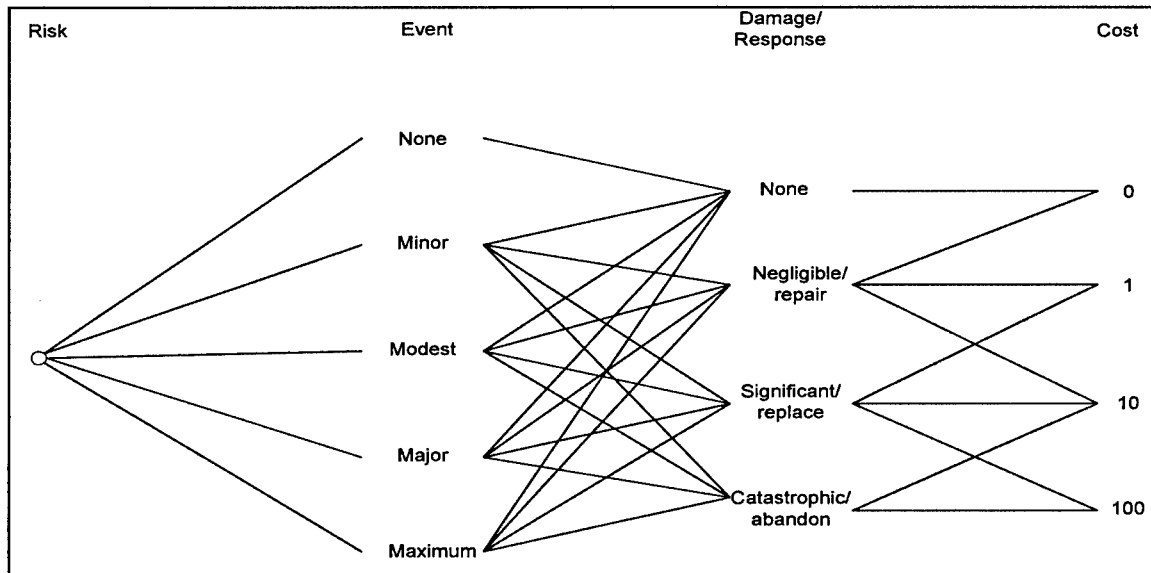 Risk
Event
Damage/
Response
Cost
None
Minor
Modest
Major
Maximum
None
Negligible/
repair
Significant/
replace
Catastrophic/
abandon
0
1
10
100